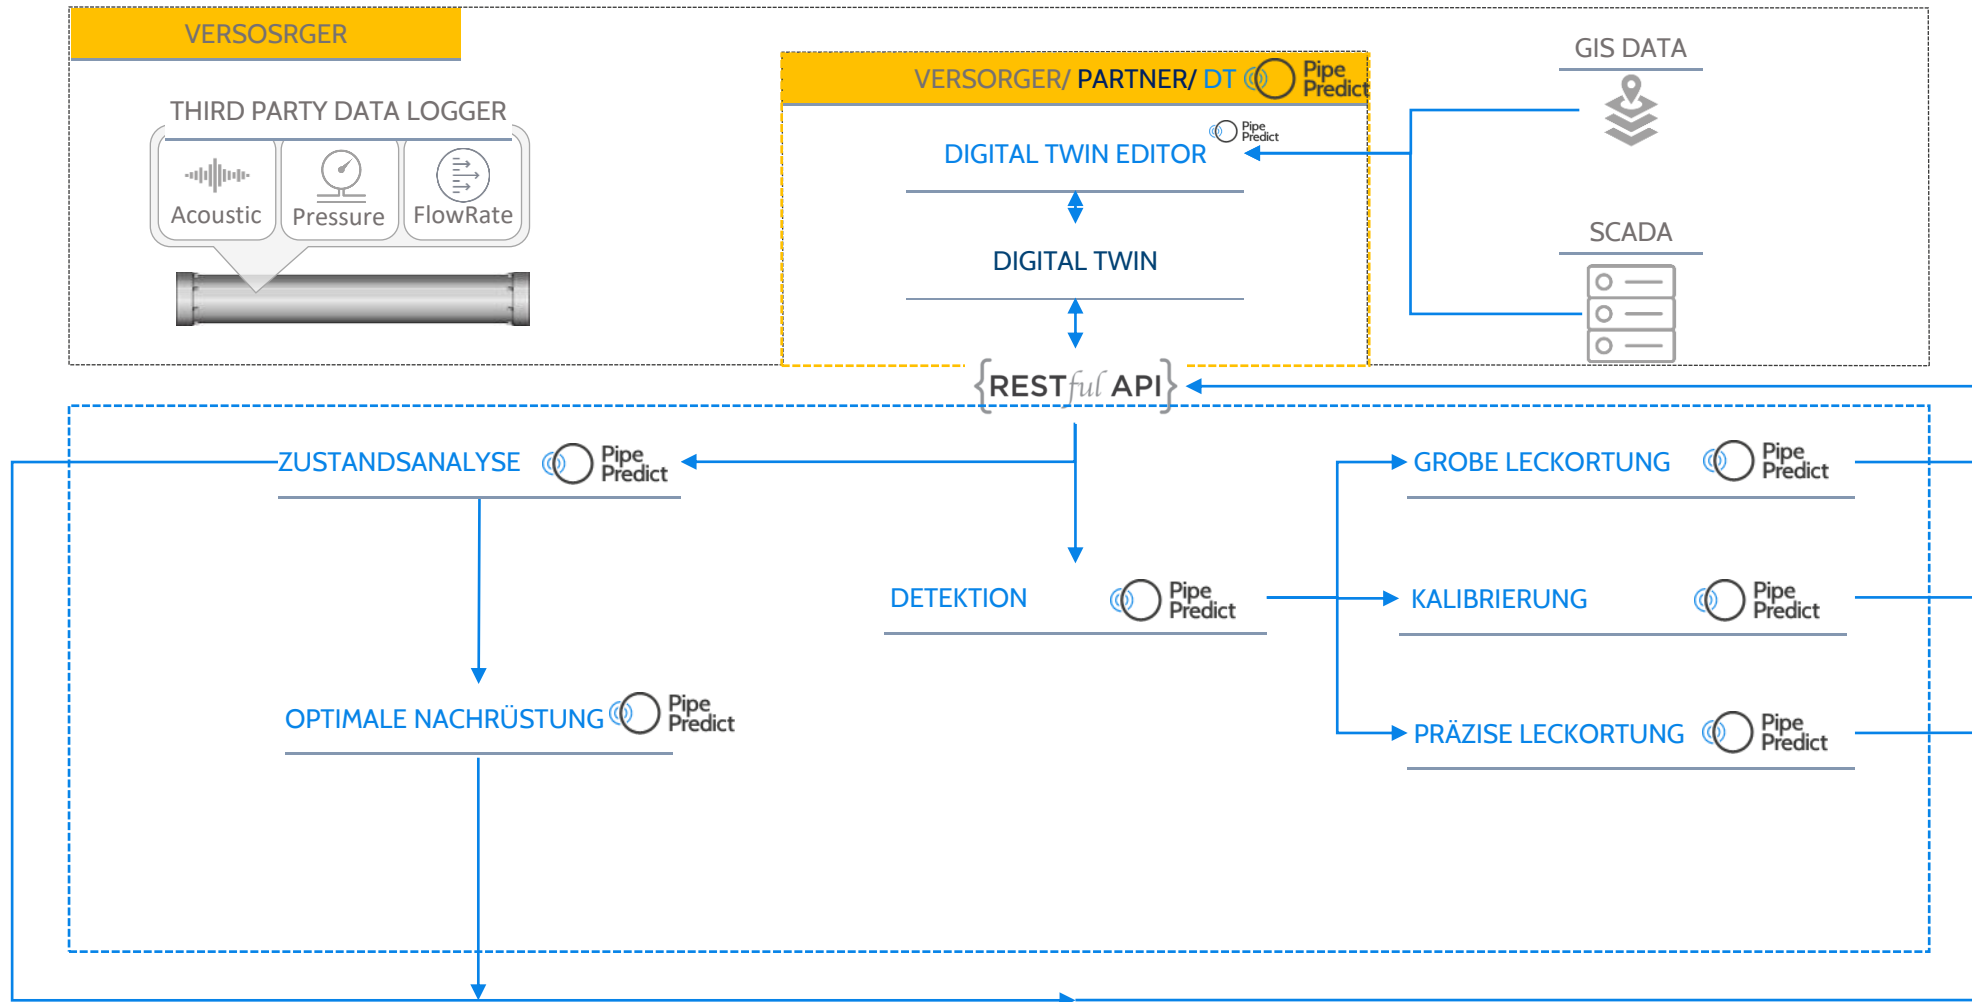 VERSOSRGER
THIRD PARTY DATA LOGGER
Acoustic
Pressure
FlowRate
VERSORGER/ PARTNER/ DT
Pipe
Predict
DIGITAL TWIN EDITOR
Pipe
Predict
DIGITAL TWIN
GIS DATA
SCADA
{RESTful API}
ZUSTANDSANALYSE
Pipe
Predict
GROBE LECKORTUNG
Pipe
Predict
DETEKTION
Pipe
Predict
KALIBRIERUNG
Pipe
Predict
OPTIMALE NACHRÜSTUNG
Pipe
Predict
PRÄZISE LECKORTUNG
Pipe
Predict